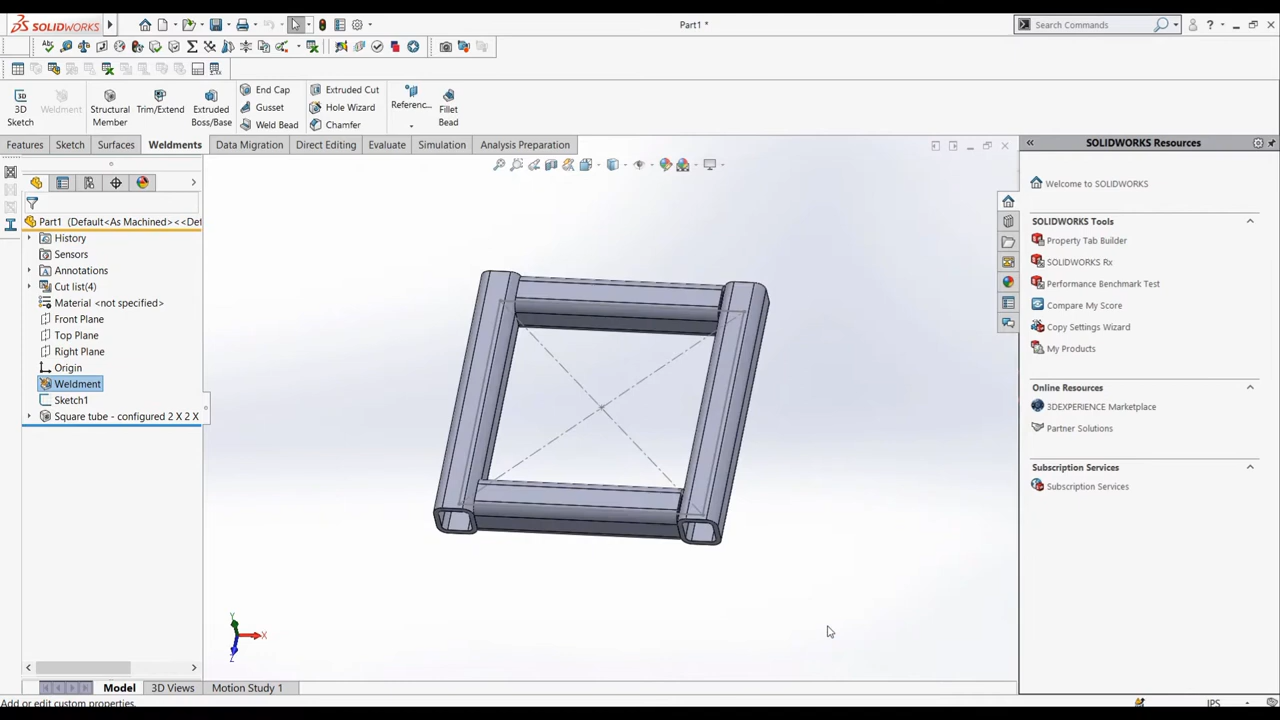 SOLIDWORKS
Part1 *
Search Commands
3D Sketch
Weldment
Structural Member
Trim/Extend
Extruded Boss/Base
End Cap
Gusset
Weld Bead
Extruded Cut
Hole Wizard
Chamfer
Referenc...
Fillet Bead
Features
Sketch
Surfaces
Weldments
Data Migration
Direct Editing
Evaluate
Simulation
Analysis Preparation
Part1 (Default<As Machined><<Def
History
Sensors
Annotations
Cut list(4)
Material <not specified>
Front Plane
Top Plane
Right Plane
Origin
Weldment
Sketch1
Square tube - configured 2 X 2 X
Y
X
Z
SOLIDWORKS Resources
Welcome to SOLIDWORKS
SOLIDWORKS Tools
Property Tab Builder
SOLIDWORKS Rx
Performance Benchmark Test
Compare My Score
Copy Settings Wizard
My Products
Online Resources
3DEXPERIENCE Marketplace
Partner Solutions
Subscription Services
Subscription Services
Model
3D Views
Motion Study 1
Add or edit custom properties.
IPS